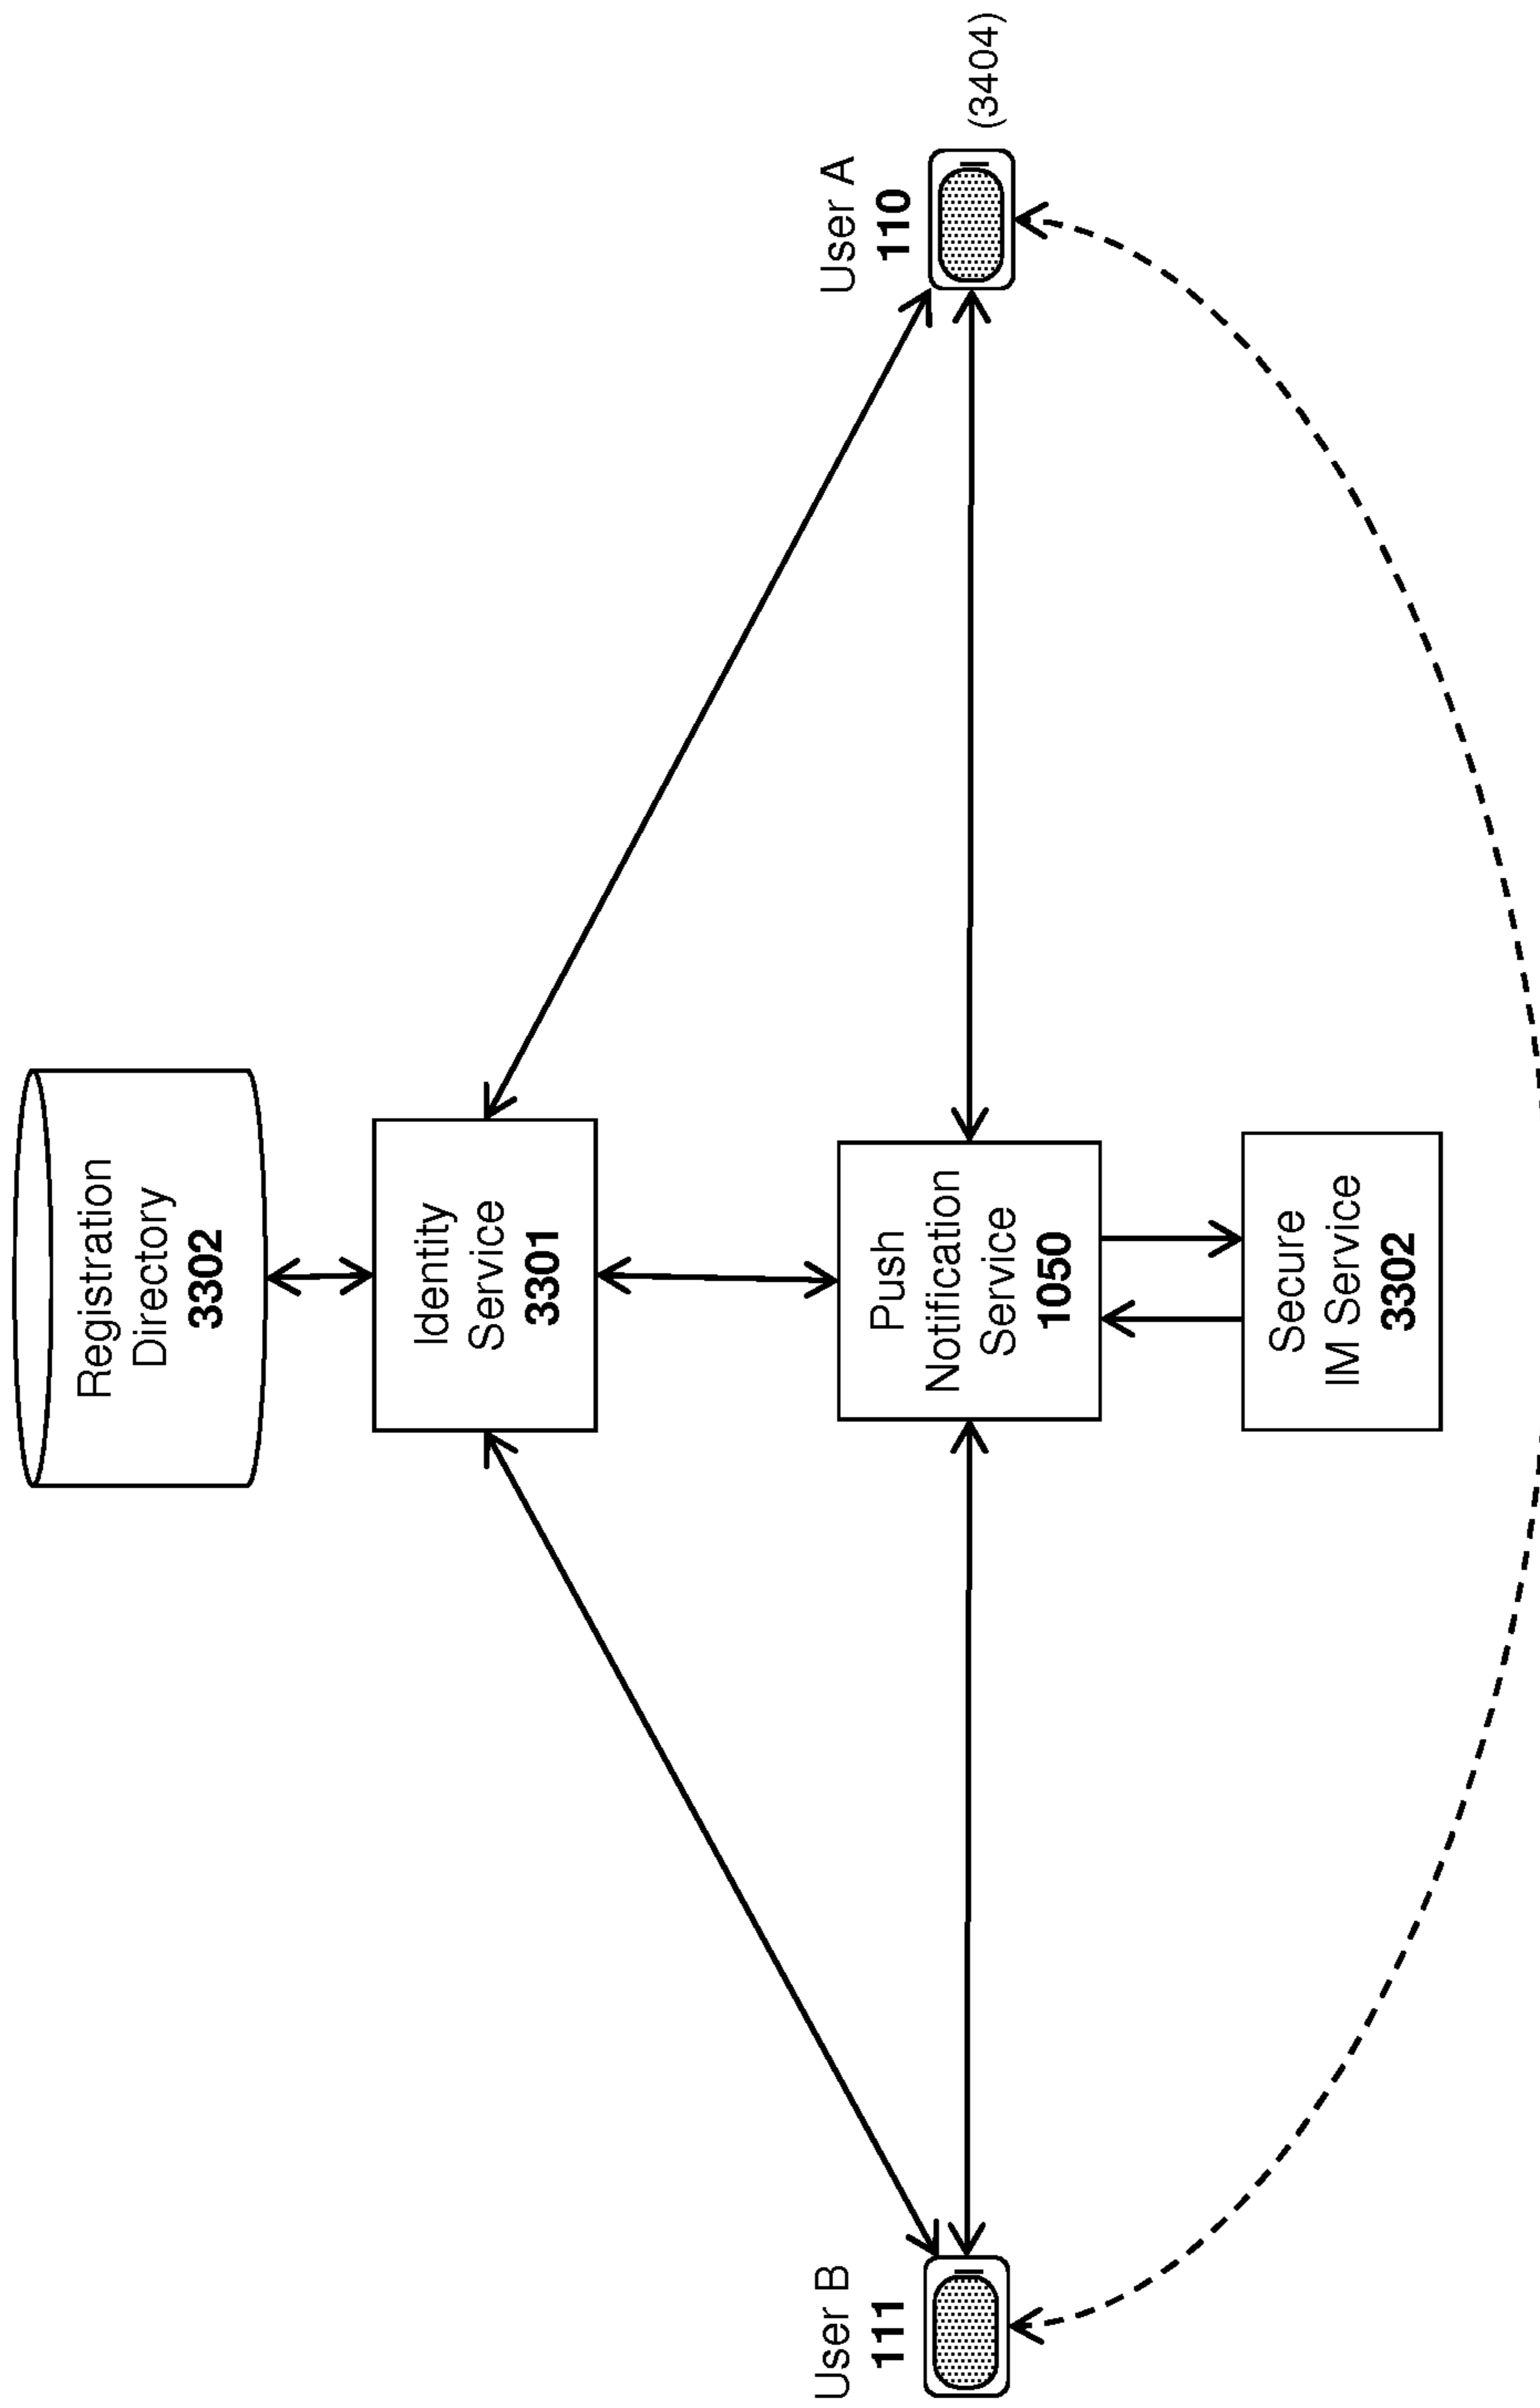 Registration
Directory
3302
Identity
Service
3301
User B
111
User A
110
(3404)
Push
Notification
Service
1050
Secure
IM Service
3302